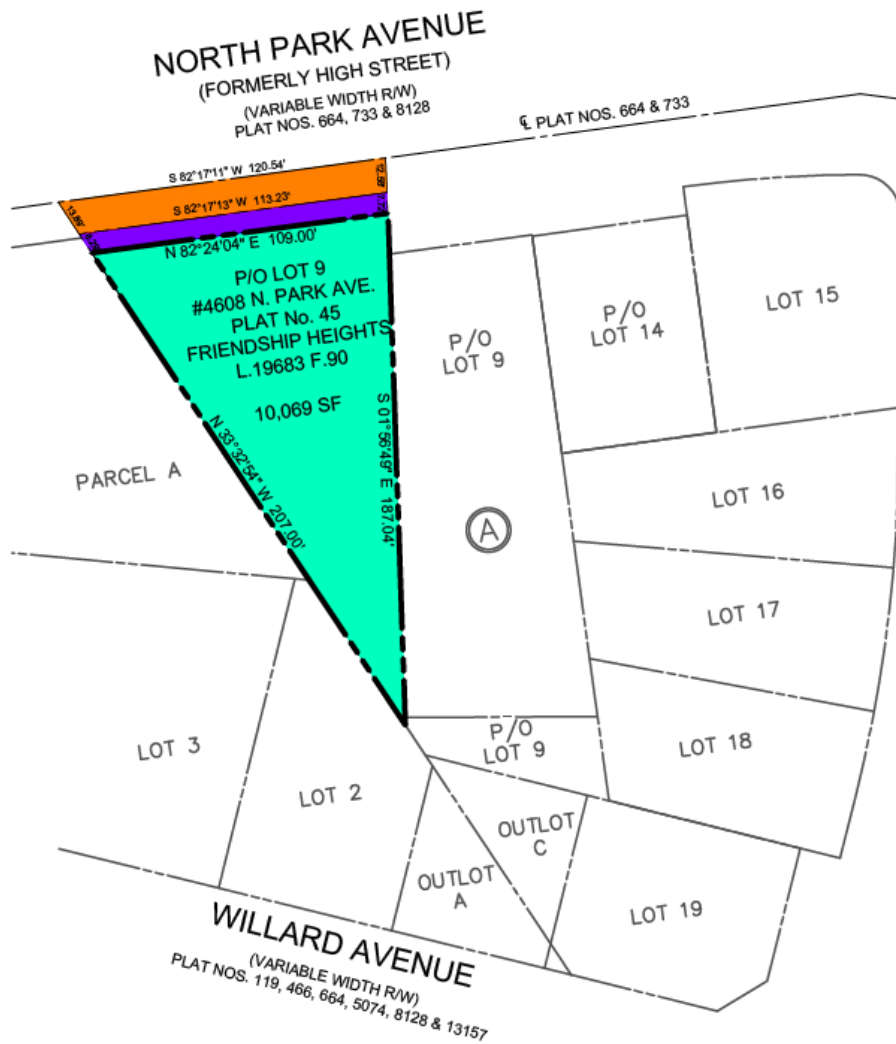 NORTH PARK AVENUE
(FORMERLY HIGH STREET)
(VARIABLE WIDTH R/W)
PLAT NOS. 664, 733 & 8128
℄ PLAT NOS. 664 & 733
S 82°17'11" W 120.54'
13.89'
12.58'
S 82°17'13" W 113.23'
N 82°24'04" E 109.00'
P/O LOT 9
#4608 N. PARK AVE.
PLAT No. 45
FRIENDSHIP HEIGHTS
L.19683 F.90
10,069 SF
S 01°56'49" E 187.04'
N 33°32'54" W 207.00'
P/O
LOT 9
P/O
LOT 14
LOT 15
PARCEL A
A
LOT 16
LOT 17
LOT 18
P/O
LOT 9
LOT 3
LOT 2
OUTLOT
C
OUTLOT
A
LOT 19
WILLARD AVENUE
(VARIABLE WIDTH R/W)
PLAT NOS. 119, 466, 664, 5074, 8128 & 13157